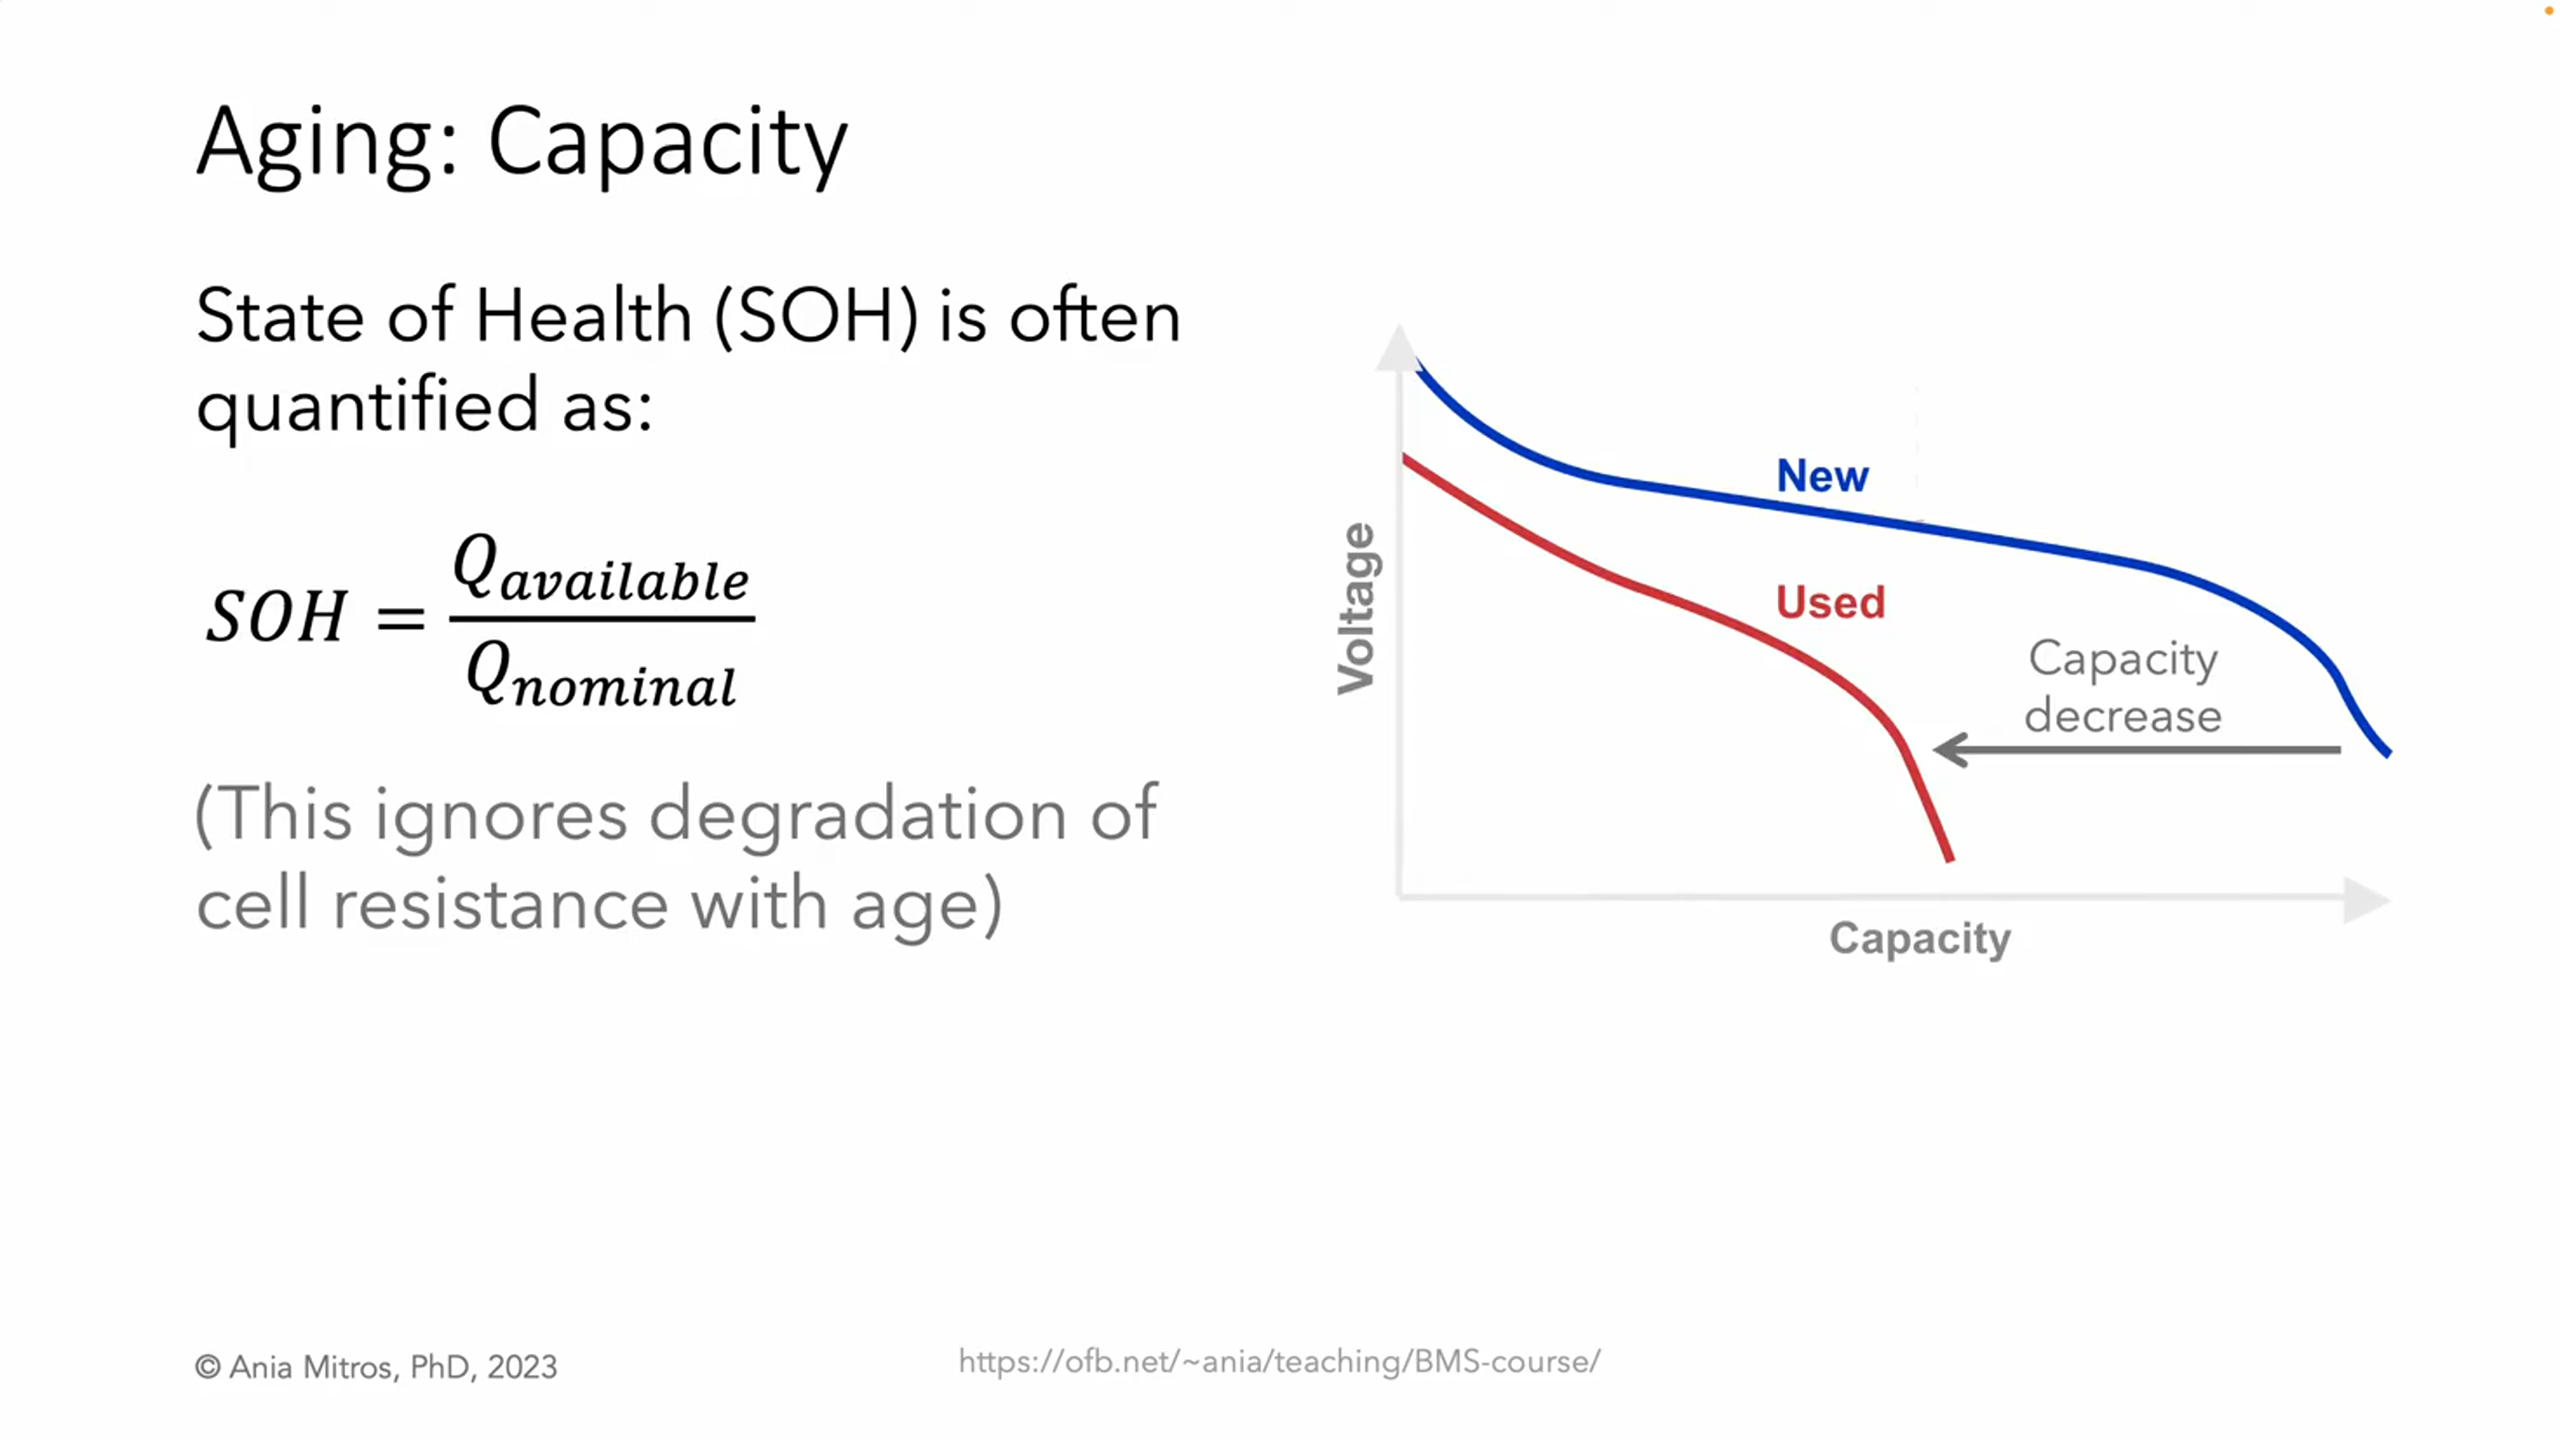 Aging: Capacity
State of Health (SOH) is often
quantified as:
SOH = Q_available / Q_nominal
(This ignores degradation of
cell resistance with age)
New
Used
Capacity
decrease
Voltage
Capacity
© Ania Mitros, PhD, 2023
https://ofb.net/~ania/teaching/BMS-course/